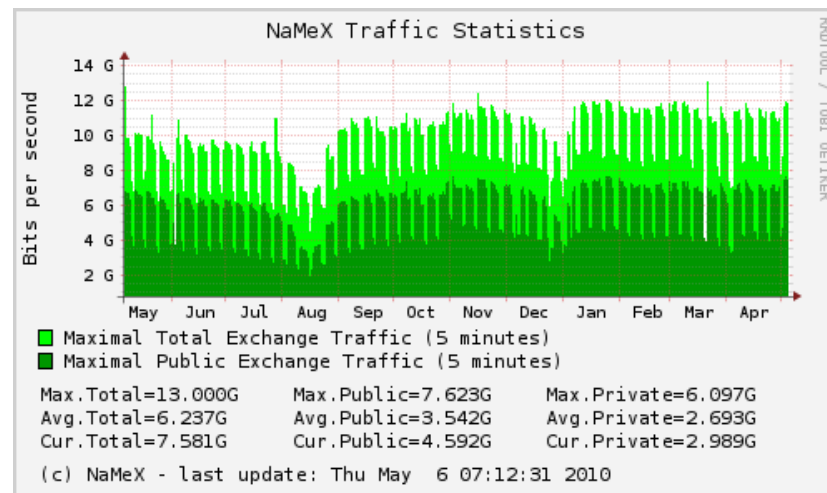 NaMeX Traffic Statistics
RRDTOOL / TOBI OETIKER
Bits per second
14 G
12 G
10 G
8 G
6 G
4 G
2 G
May Jun Jul Aug Sep Oct Nov Dec Jan Feb Mar Apr
Maximal Total Exchange Traffic (5 minutes)
Maximal Public Exchange Traffic (5 minutes)
Max.Total=13.000G Max.Public=7.623G Max.Private=6.097G
Avg.Total=6.237G Avg.Public=3.542G Avg.Private=2.693G
Cur.Total=7.581G Cur.Public=4.592G Cur.Private=2.989G
(c) NaMeX - last update: Thu May 6 07:12:31 2010